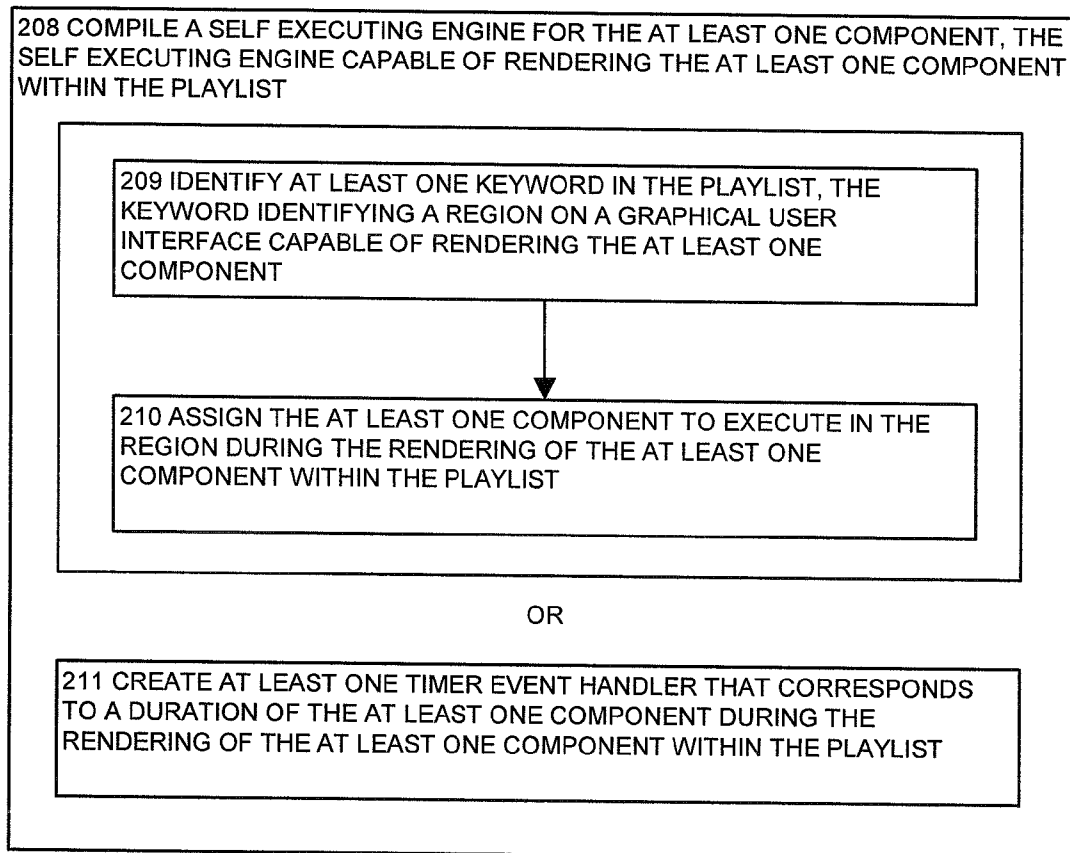 208 COMPILE A SELF EXECUTING ENGINE FOR THE AT LEAST ONE COMPONENT, THE
SELF EXECUTING ENGINE CAPABLE OF RENDERING THE AT LEAST ONE COMPONENT
WITHIN THE PLAYLIST
209 IDENTIFY AT LEAST ONE KEYWORD IN THE PLAYLIST, THE
KEYWORD IDENTIFYING A REGION ON A GRAPHICAL USER
INTERFACE CAPABLE OF RENDERING THE AT LEAST ONE
COMPONENT
210 ASSIGN THE AT LEAST ONE COMPONENT TO EXECUTE IN THE
REGION DURING THE RENDERING OF THE AT LEAST ONE
COMPONENT WITHIN THE PLAYLIST
OR
211 CREATE AT LEAST ONE TIMER EVENT HANDLER THAT CORRESPONDS
TO A DURATION OF THE AT LEAST ONE COMPONENT DURING THE
RENDERING OF THE AT LEAST ONE COMPONENT WITHIN THE PLAYLIST